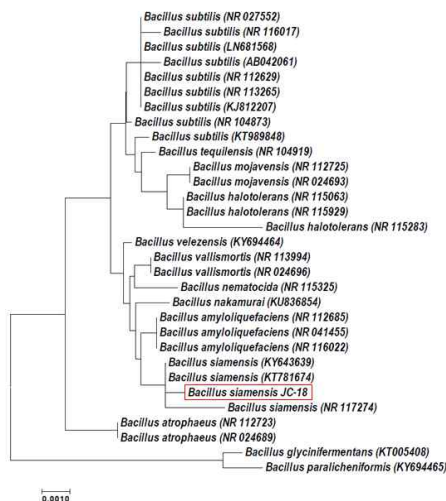 Bacillus subtilis (NR 027552)
Bacillus subtilis (NR 116017)
Bacillus subtilis (LN681568)
Bacillus subtilis (AB042061)
Bacillus subtilis (NR 112629)
Bacillus subtilis (NR 113265)
Bacillus subtilis (KJ812207)
Bacillus subtilis (NR 104873)
Bacillus subtilis (KT989848)
Bacillus tequilensis (NR 104919)
Bacillus mojavensis (NR 112725)
Bacillus mojavensis (NR 024693)
Bacillus halotolerans (NR 115063)
Bacillus halotolerans (NR 115929)
Bacillus halotolerans (NR 115283)
Bacillus velezensis (KY694464)
Bacillus vallismortis (NR 113994)
Bacillus vallismortis (NR 024696)
Bacillus nematocida (NR 115325)
Bacillus nakamurai (KU836854)
Bacillus amyloliquefaciens (NR 112685)
Bacillus amyloliquefaciens (NR 041455)
Bacillus amyloliquefaciens (NR 116022)
Bacillus siamensis (KY643639)
Bacillus siamensis (KT781674)
Bacillus siamensis JC-18
Bacillus siamensis (NR 117274)
Bacillus atrophaeus (NR 112723)
Bacillus atrophaeus (NR 024689)
Bacillus glycinifermentans (KT005408)
Bacillus paralicheniformis (KY694465)
0.0010